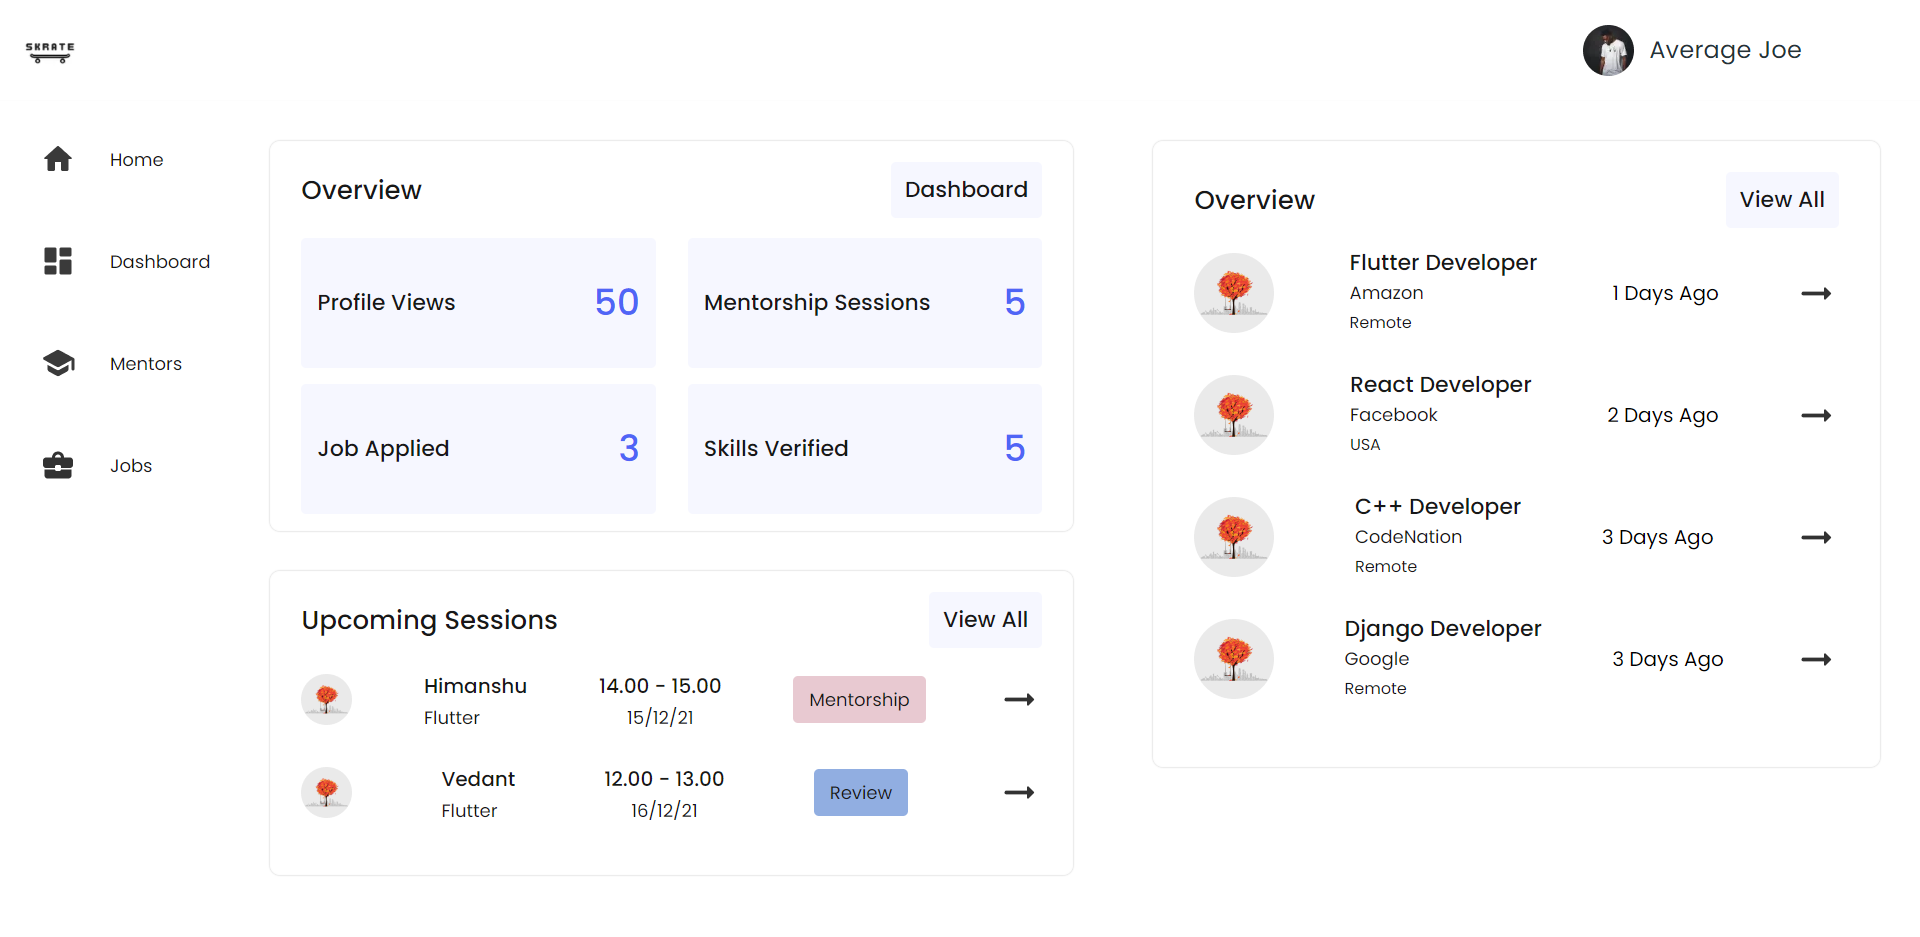 SKRATE
Average Joe
Home
Dashboard
Mentors
Jobs
Overview
Dashboard
Profile Views 50
Mentorship Sessions 5
Job Applied 3
Skills Verified 5
Upcoming Sessions
View All
Himanshu
Flutter
14.00 - 15.00
15/12/21
Mentorship
Vedant
Flutter
12.00 - 13.00
16/12/21
Review
Overview
View All
Flutter Developer
Amazon
Remote
1 Days Ago
React Developer
Facebook
USA
2 Days Ago
C++ Developer
CodeNation
Remote
3 Days Ago
Django Developer
Google
Remote
3 Days Ago